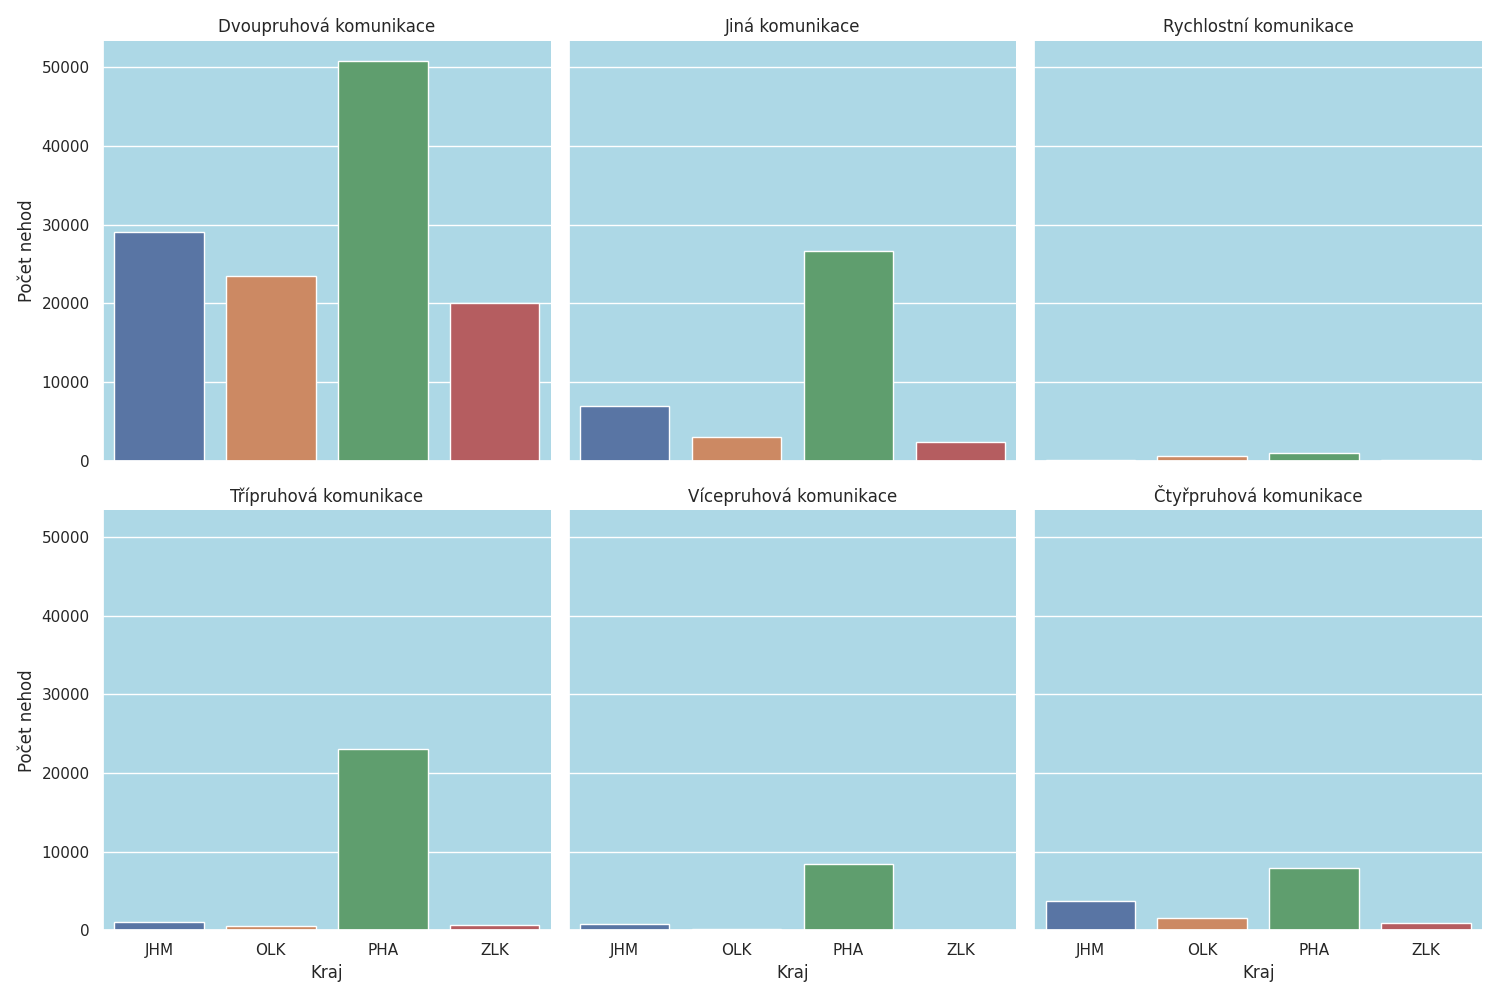 Dvoupruhová komunikace
Jiná komunikace
Rychlostní komunikace
50000
40000
30000
20000
10000
0
Počet nehod
Třípruhová komunikace
Vícepruhová komunikace
Čtyřpruhová komunikace
50000
40000
30000
20000
10000
0
Počet nehod
JHM OLK PHA ZLK
Kraj
JHM OLK PHA ZLK
Kraj
JHM OLK PHA ZLK
Kraj